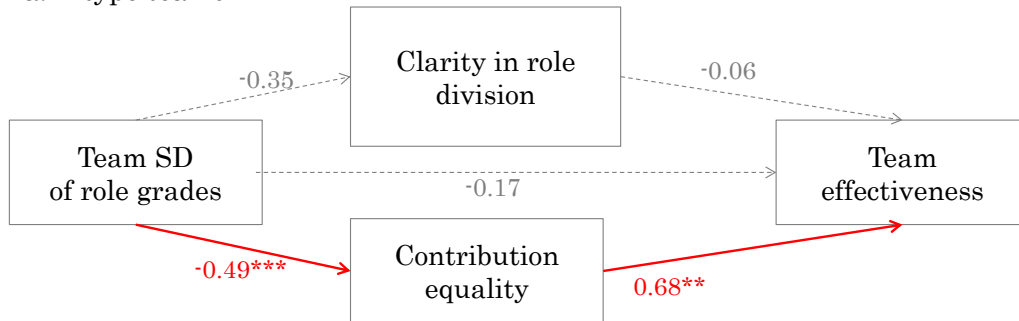 Clarity in role
division
-0.35
-0.06
Team SD
of role grades
Team
effectiveness
-0.17
Contribution
equality
-0.49***
0.68**